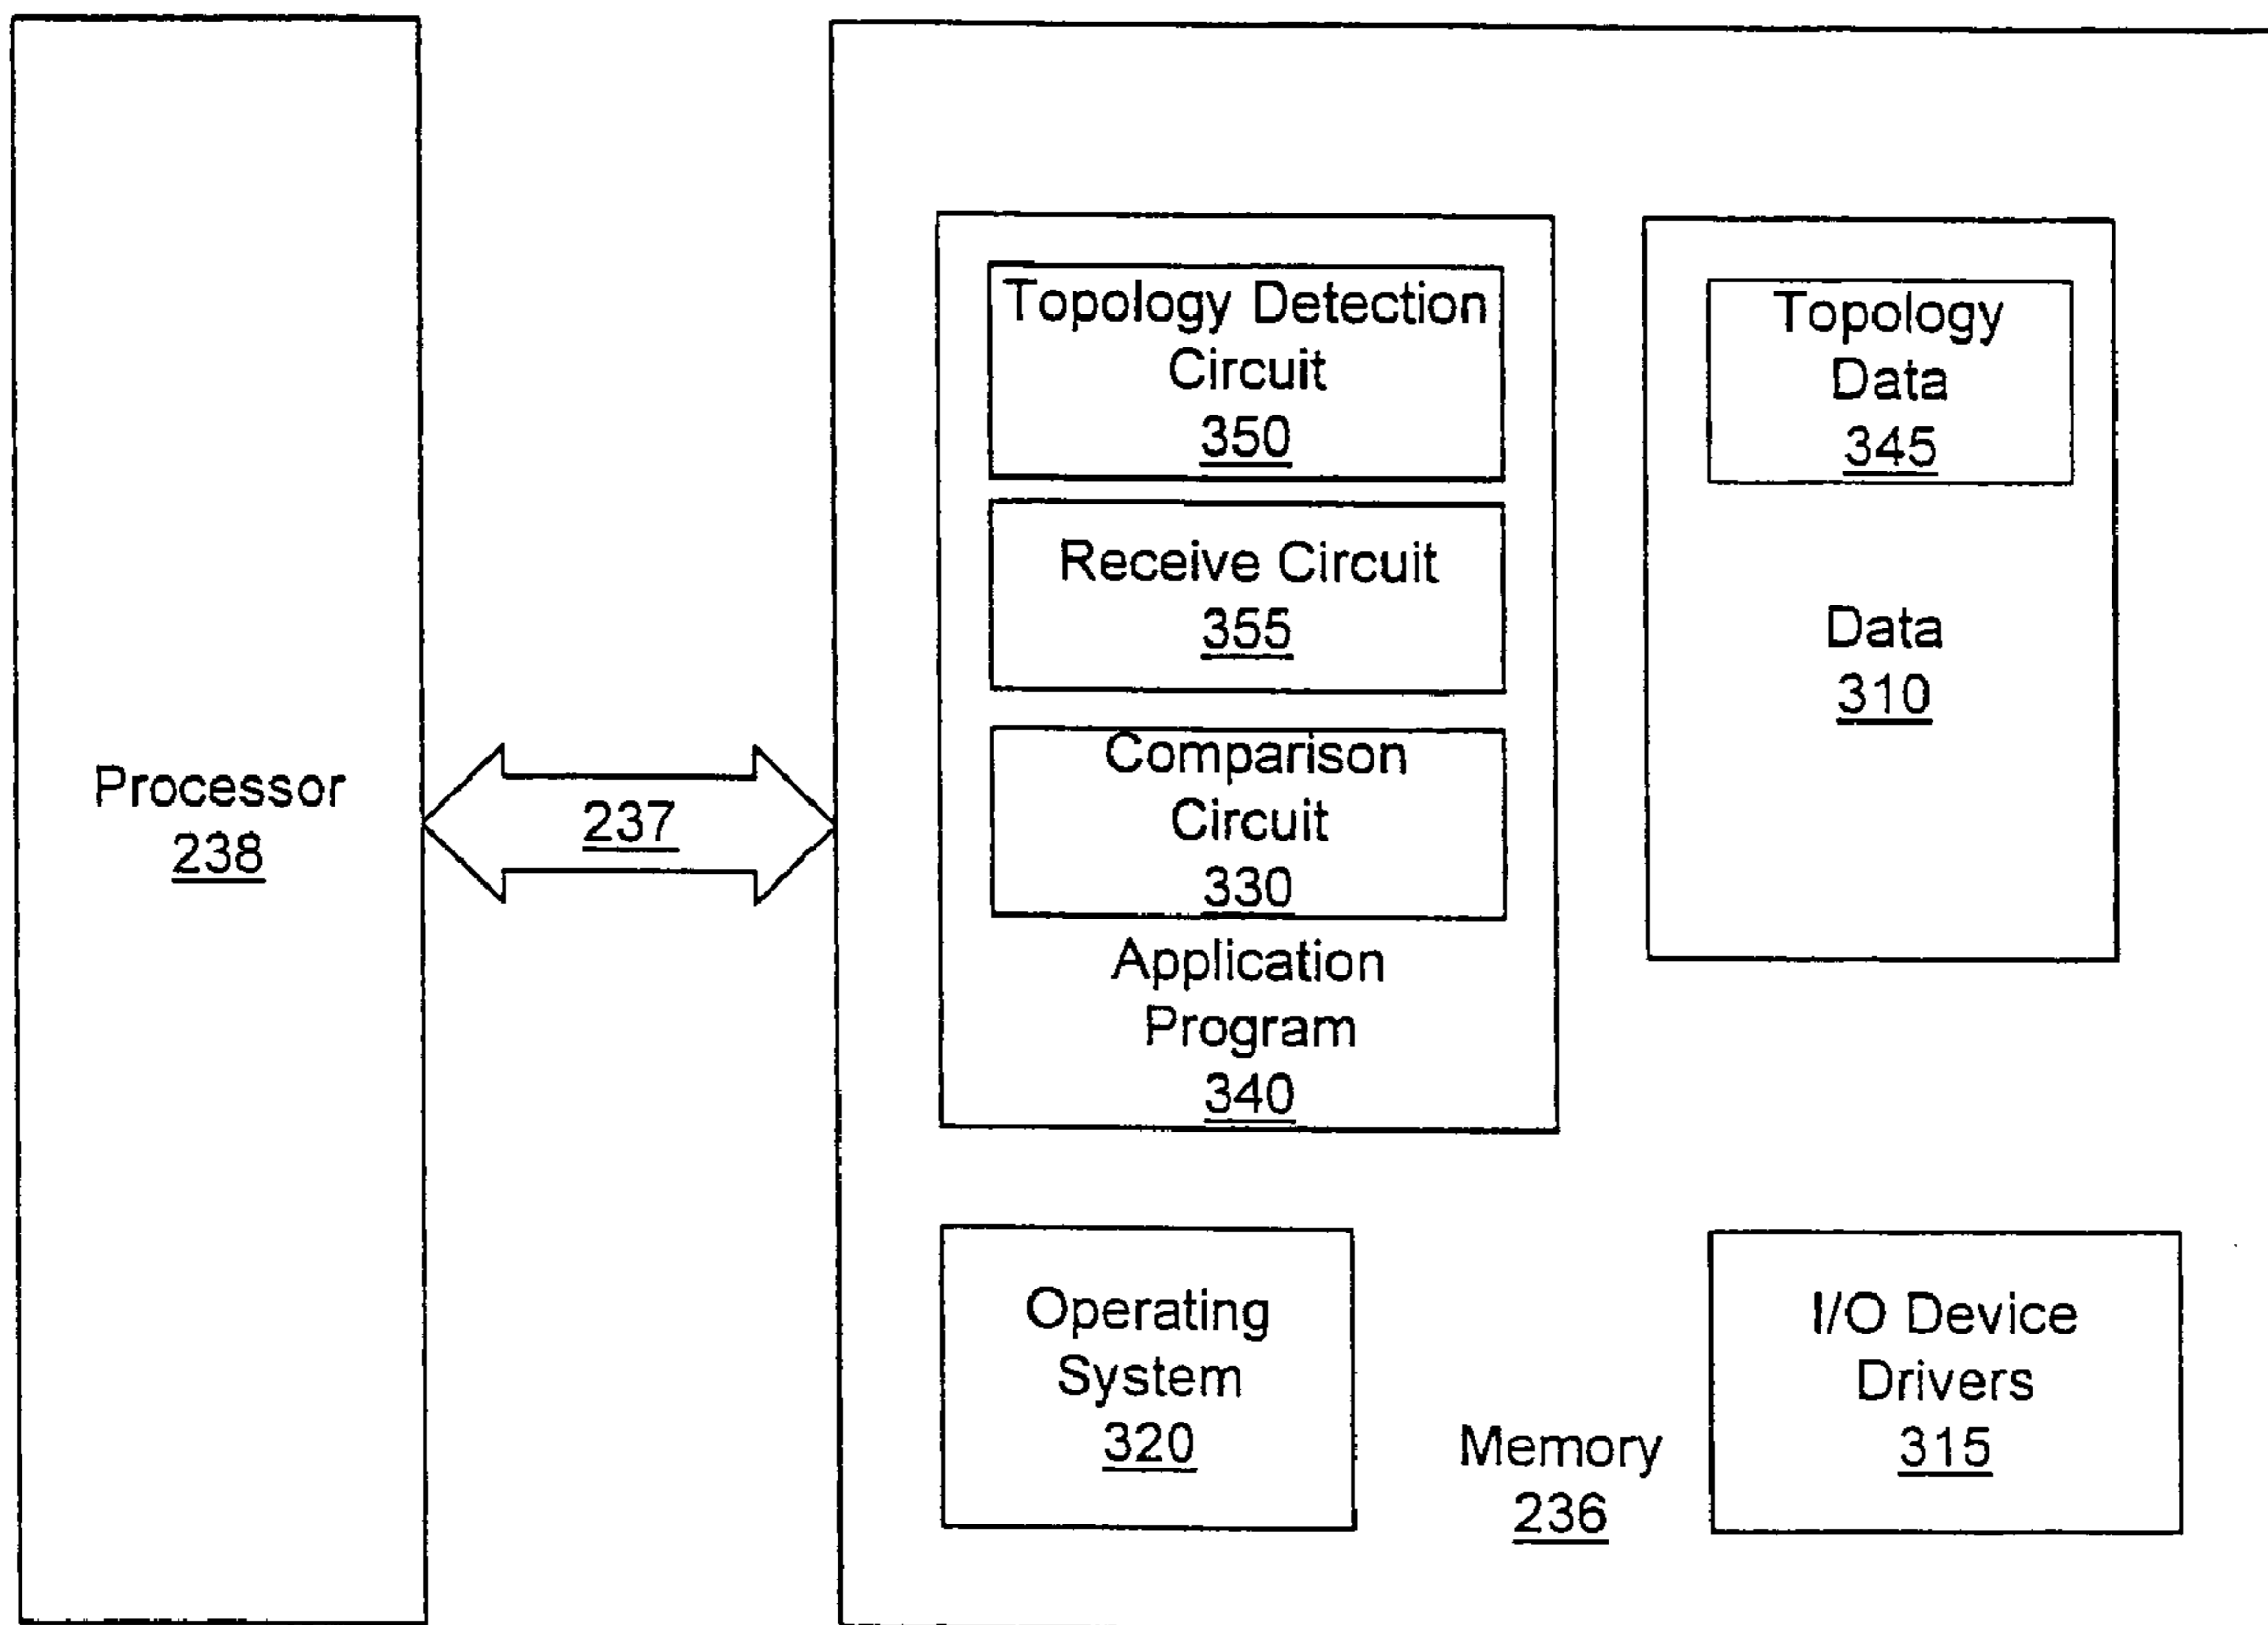 Processor
238
237
Topology Detection
Circuit
350
Receive Circuit
355
Comparison
Circuit
330
Application
Program
340
Topology
Data
345
Data
310
Operating
System
320
Memory
236
I/O Device
Drivers
315